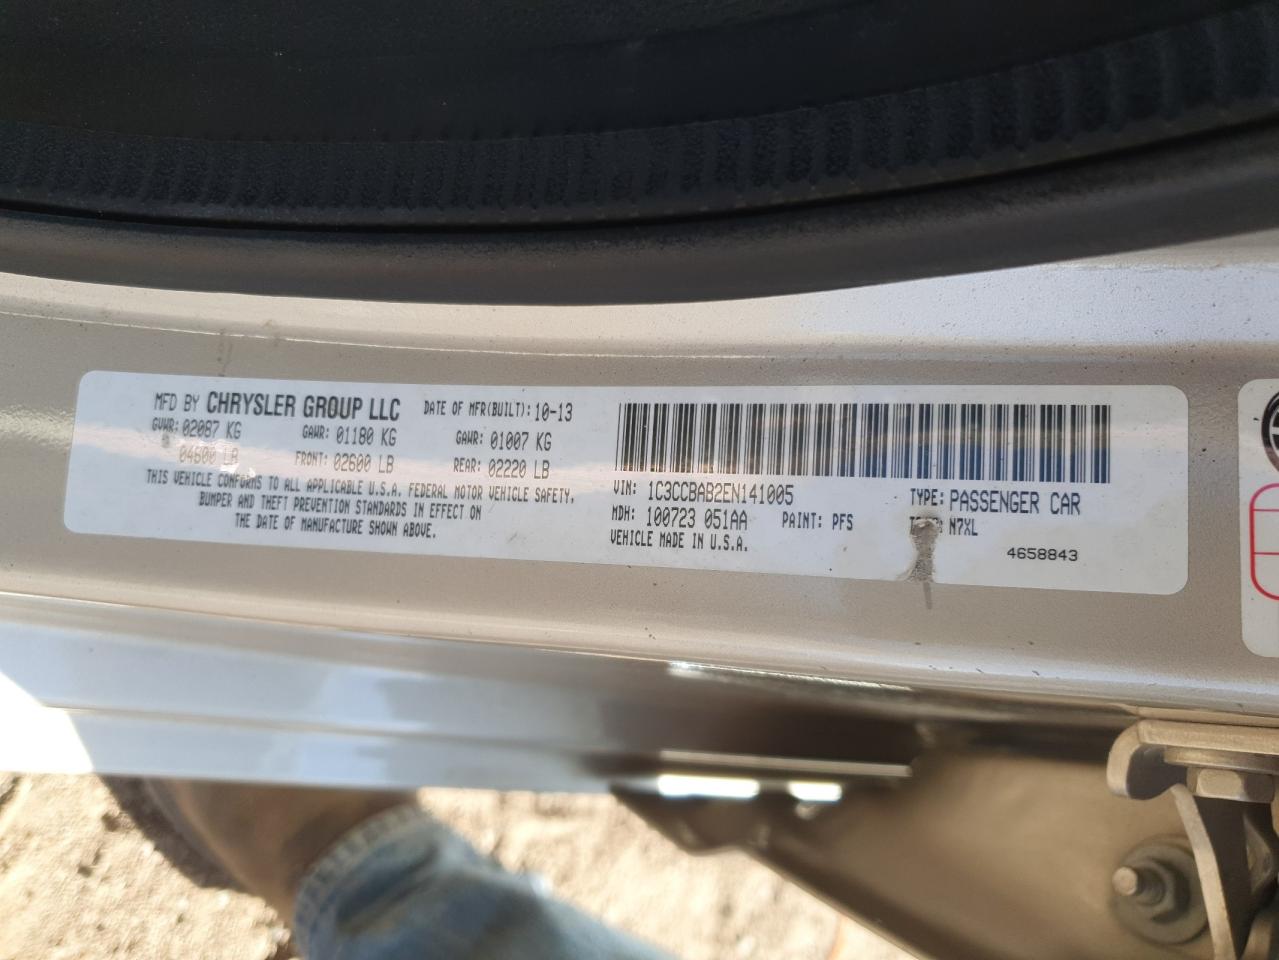 MFD BY CHRYSLER GROUP LLC DATE OF MFR(BUILT): 10-13
GVWR: 02087 KG GAWR: 01180 KG GAWR: 01007 KG
04600 LB FRONT: 02600 LB REAR: 02220 LB
THIS VEHICLE CONFORMS TO ALL APPLICABLE U.S.A. FEDERAL MOTOR VEHICLE SAFETY,
BUMPER AND THEFT PREVENTION STANDARDS IN EFFECT ON
THE DATE OF MANUFACTURE SHOWN ABOVE.
VIN: 1C3CCBAB2EN141005 TYPE: PASSENGER CAR
MDH: 100723 051AA PAINT: PFS N7XL
VEHICLE MADE IN U.S.A. 4658843